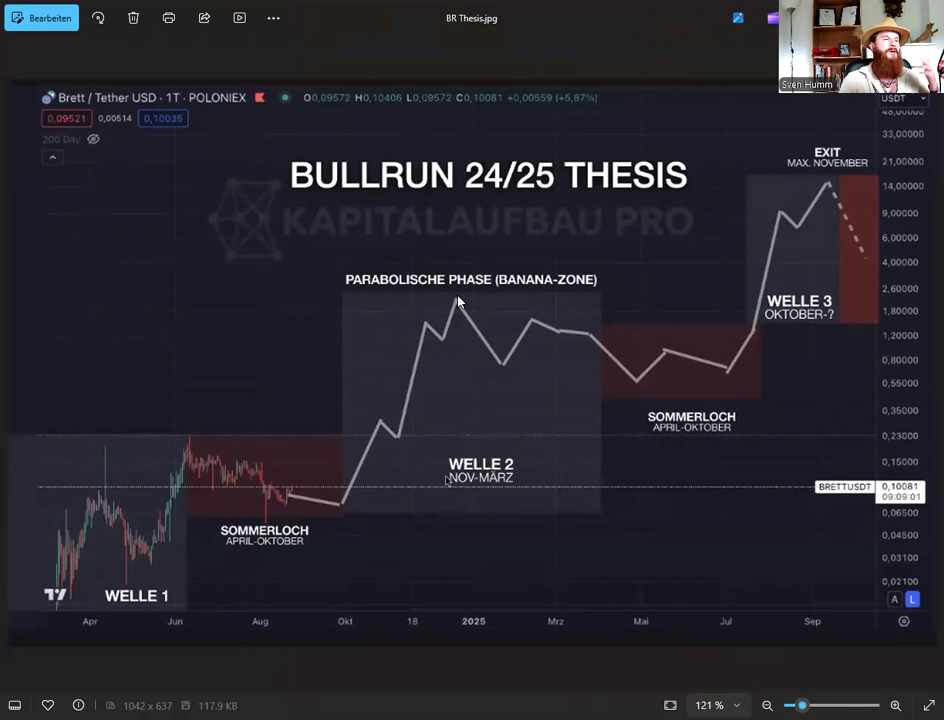 Bearbeiten
BR Thesis.jpg
Sven Humm
Brett / Tether USD · 1T · POLONIEX
O0,09572 H0,10406 L0,09572 C0,10081 +0,00559 (+5,87%)
USDT
0,09521 0,00514 0,10035
200 Day
BULLRUN 24/25 THESIS
KAPITALAUFBAU PRO
EXIT
MAX. NOVEMBER
PARABOLISCHE PHASE (BANANA-ZONE)
WELLE 3
OKTOBER-?
SOMMERLOCH
APRIL-OKTOBER
WELLE 2
NOV-MÄRZ
SOMMERLOCH
APRIL-OKTOBER
WELLE 1
48,00000
33,00000
21,00000
14,00000
9,00000
6,00000
4,00000
2,60000
1,80000
1,20000
0,80000
0,55000
0,35000
0,23000
0,15000
BRETTUSDT 0,10081
09:09:01
0,06500
0,04500
0,03100
0,02100
A L
Apr Jun Aug Okt 18 2025 Mrz Mai Jul Sep
1042 x 637 117.9 KB 121 %